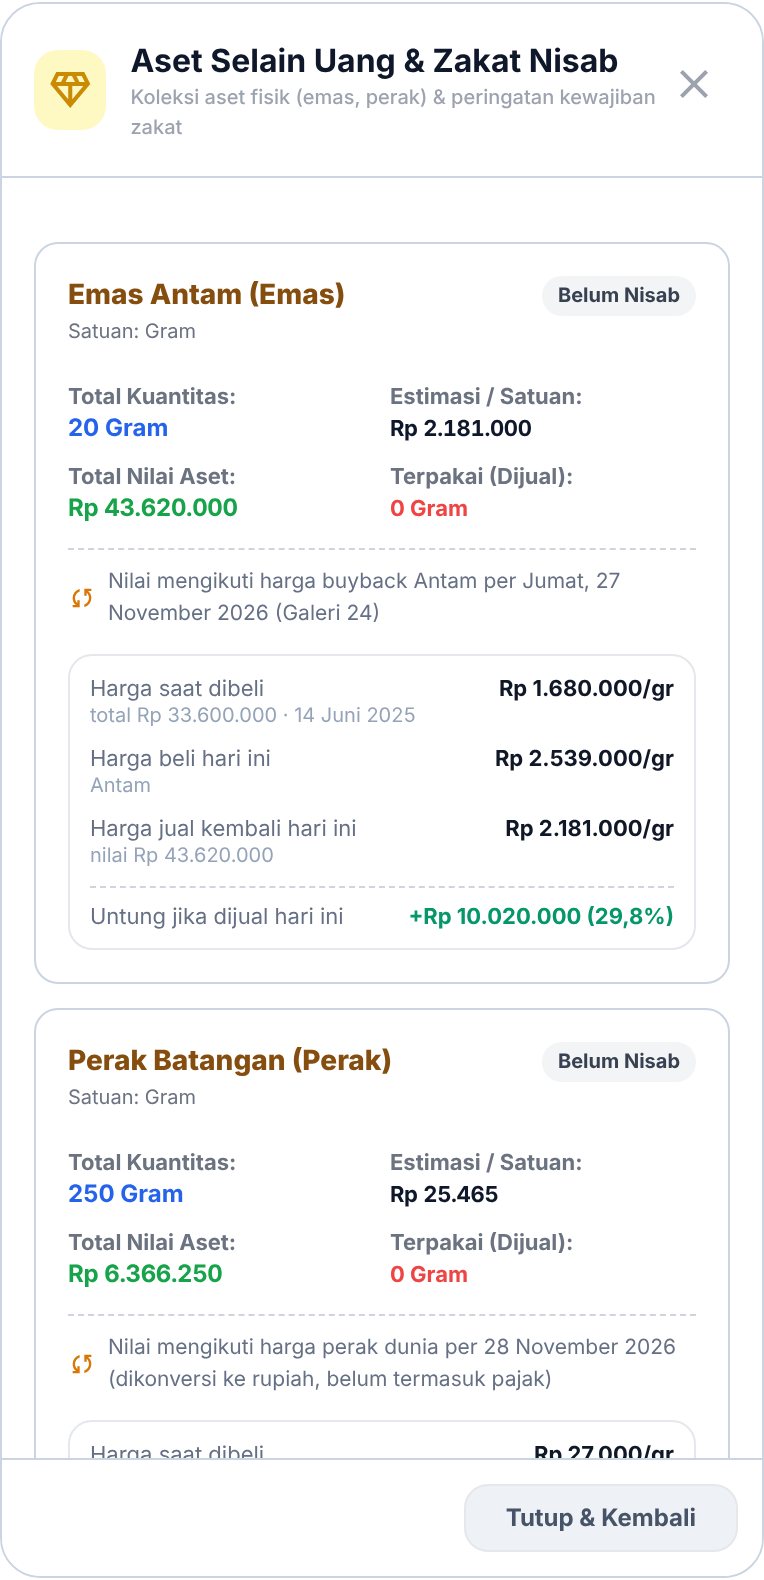 Aset Selain Uang & Zakat Nisab
Koleksi aset fisik (emas, perak) & peringatan kewajiban
zakat
Emas Antam (Emas)
Belum Nisab
Satuan: Gram
Total Kuantitas:
Estimasi / Satuan:
20 Gram
Rp 2.181.000
Total Nilai Aset:
Terpakai (Dijual):
Rp 43.620.000
0 Gram
Nilai mengikuti harga buyback Antam per Jumat, 27
November 2026 (Galeri 24)
Harga saat dibeli
Rp 1.680.000/gr
total Rp 33.600.000 · 14 Juni 2025
Harga beli hari ini
Rp 2.539.000/gr
Antam
Harga jual kembali hari ini
Rp 2.181.000/gr
nilai Rp 43.620.000
Untung jika dijual hari ini
+Rp 10.020.000 (29,8%)
Perak Batangan (Perak)
Belum Nisab
Satuan: Gram
Total Kuantitas:
Estimasi / Satuan:
250 Gram
Rp 25.465
Total Nilai Aset:
Terpakai (Dijual):
Rp 6.366.250
0 Gram
Nilai mengikuti harga perak dunia per 28 November 2026
(dikonversi ke rupiah, belum termasuk pajak)
Harga saat dibeli
Rp 27.000/gr
Tutup & Kembali